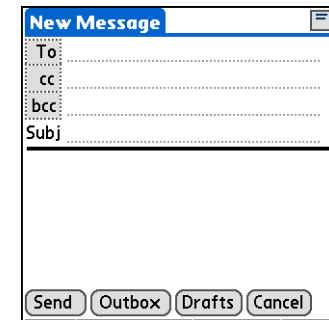 New Message
To
cc
bcc
Subj
Send Outbox Drafts Cancel